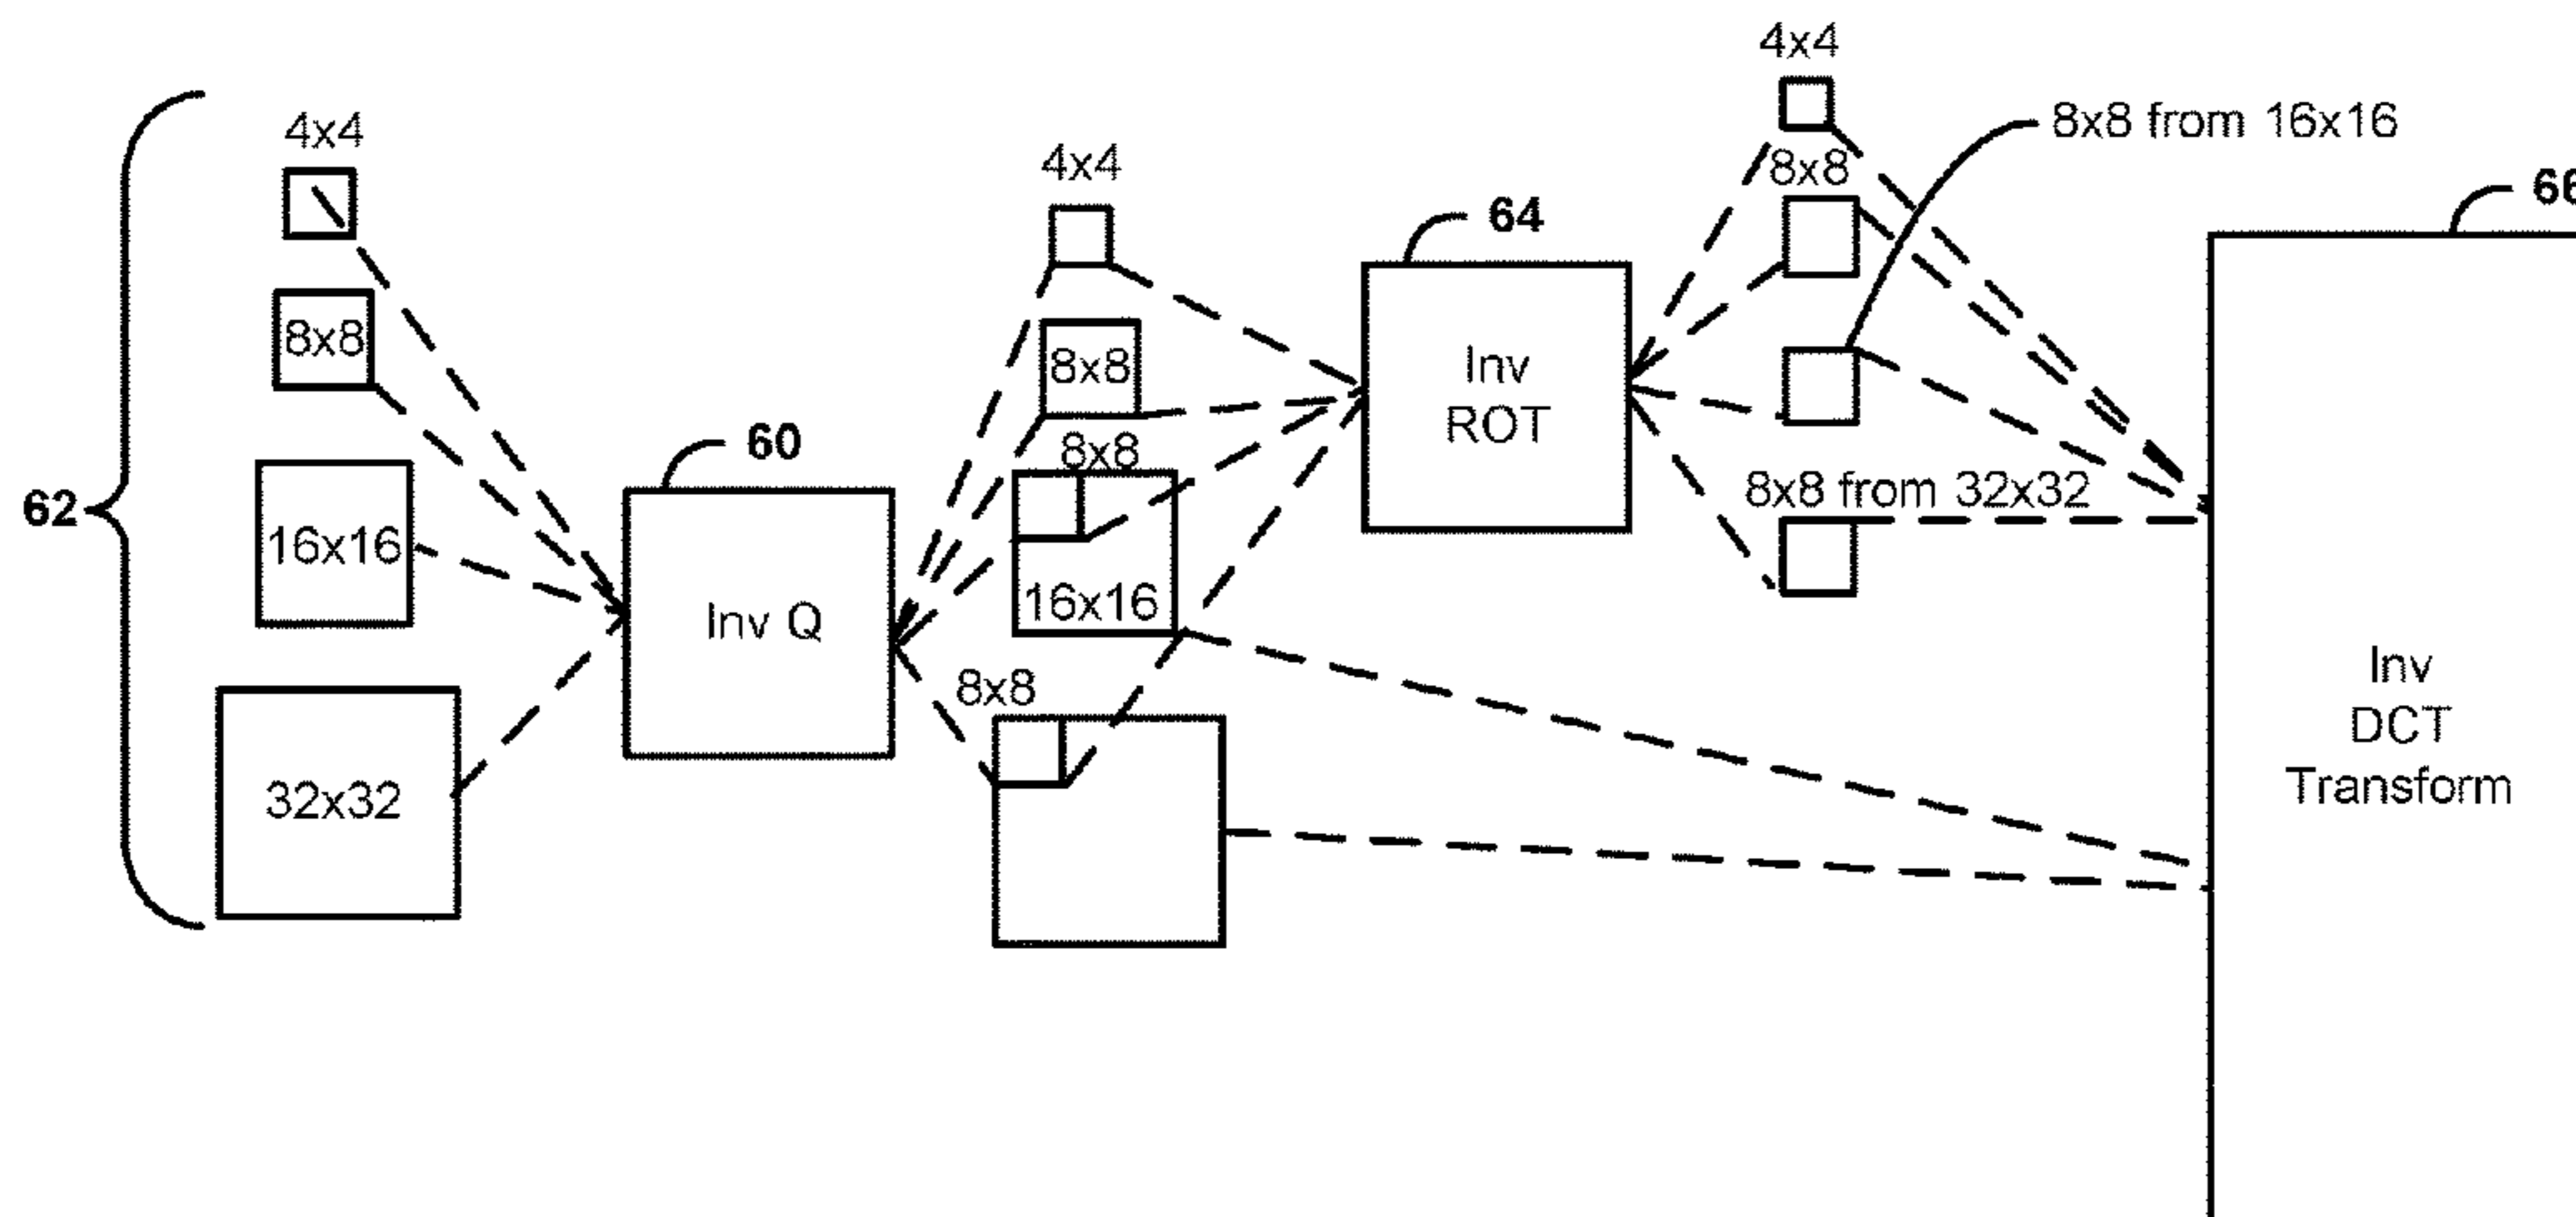 62
4x4
8x8
16x16
32x32
60
Inv Q
4x4
8x8
8x8
16x16
8x8
64
Inv
ROT
4x4
8x8
8x8 from 16x16
8x8 from 32x32
66
Inv
DCT
Transform